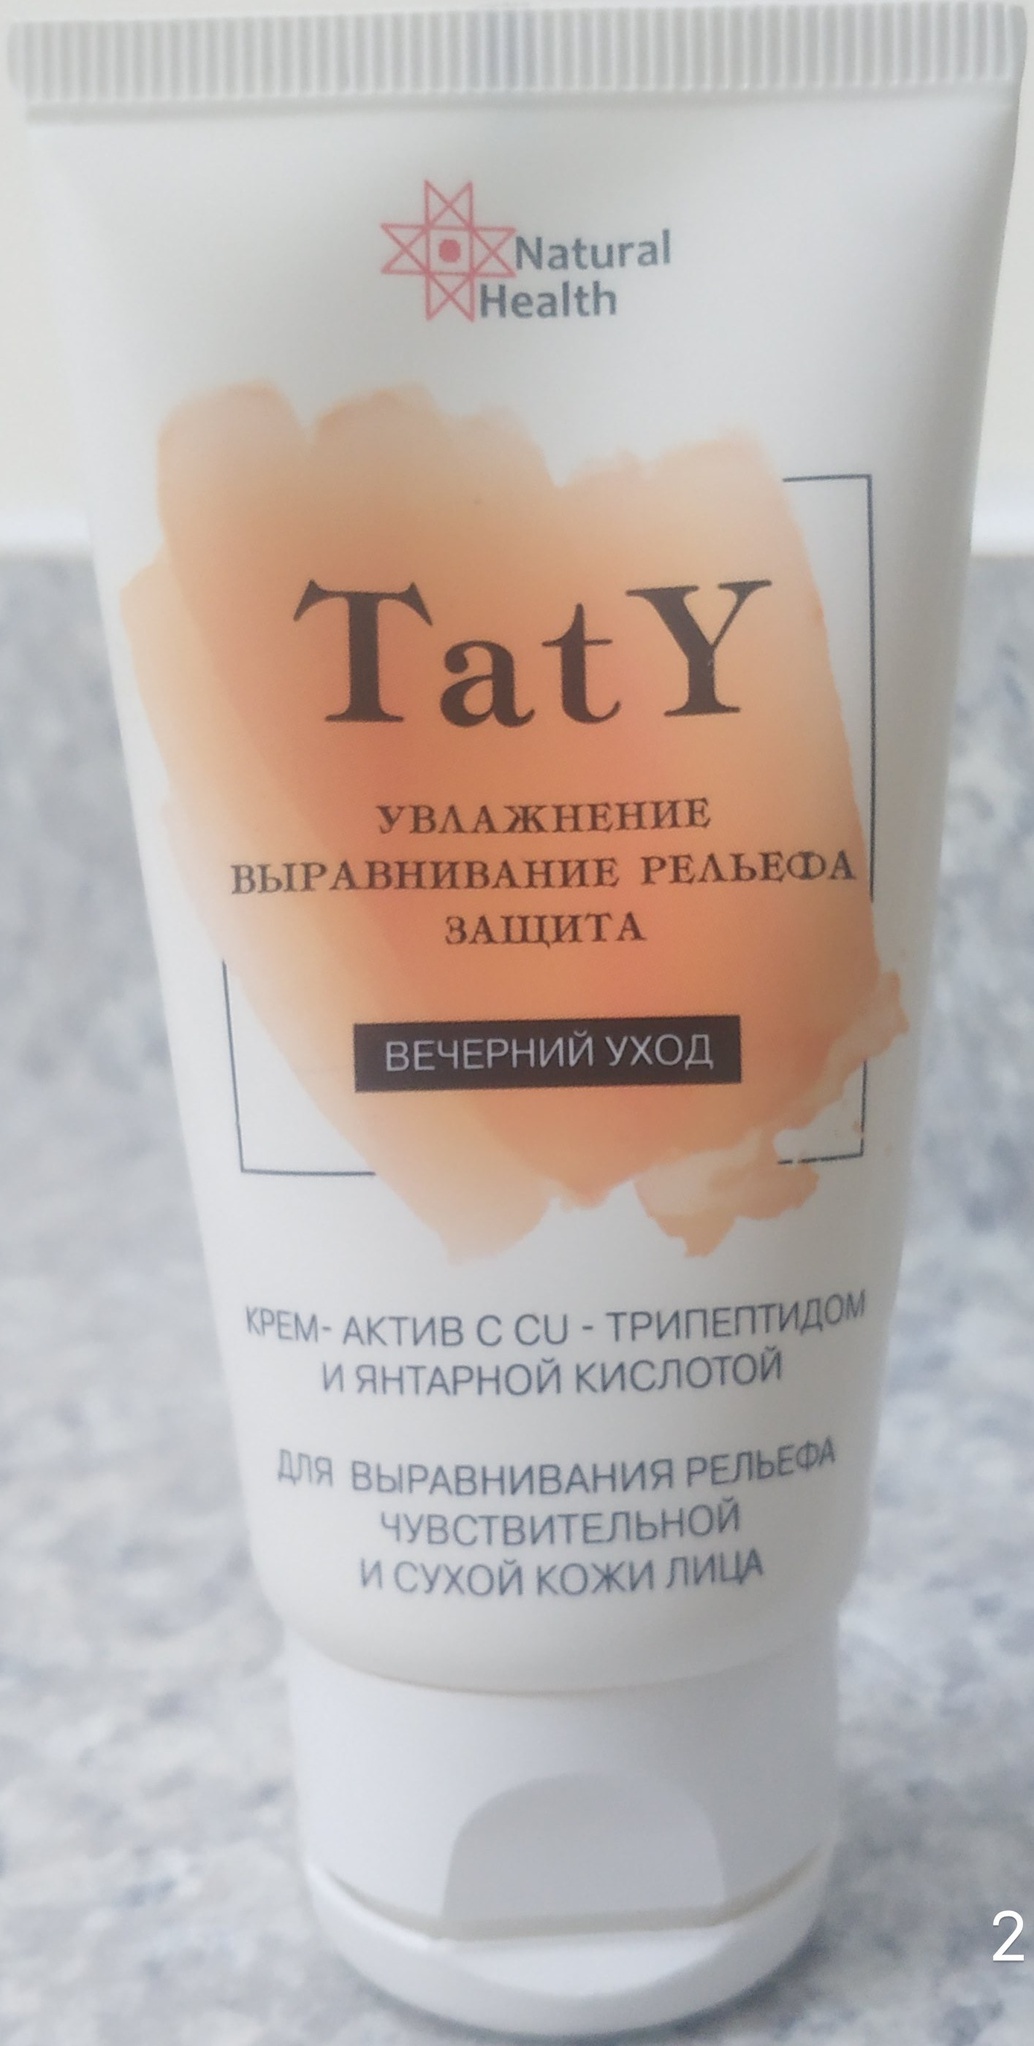 Natural
Health
TatY
УВЛАЖНЕНИЕ
ВЫРАВНИВАНИЕ РЕЛЬЕФА
ЗАЩИТА
ВЕЧЕРНИЙ УХОД
КРЕМ- АКТИВ С CU - ТРИПЕПТИДОМ
И ЯНТАРНОЙ КИСЛОТОЙ
ДЛЯ ВЫРАВНИВАНИЯ РЕЛЬЕФА
ЧУВСТВИТЕЛЬНОЙ
И СУХОЙ КОЖИ ЛИЦА
2